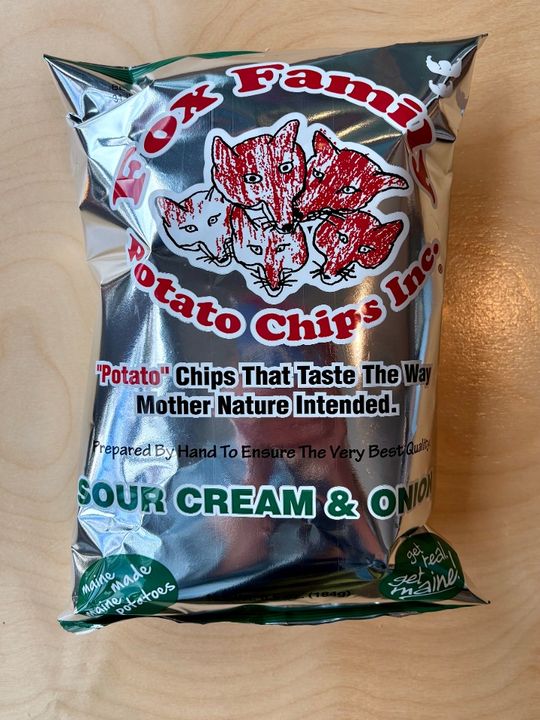 Fox Family
Potato Chips Inc.
"Potato" Chips That Taste The Way
Mother Nature Intended.
Prepared By Hand To Ensure The Very Best Quality
SOUR CREAM & ONION
maine made
maine potatoes
get real.
get maine!
(184g)